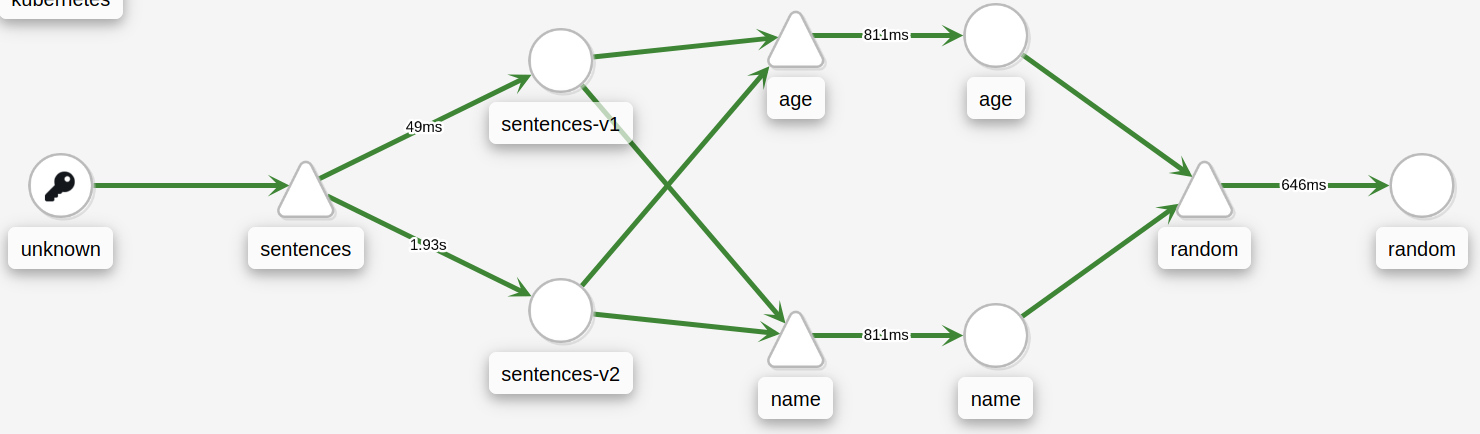 kubernetes
unknown
sentences
49ms
1.93s
sentences-v1
sentences-v2
age
811ms
age
name
811ms
name
random
646ms
random